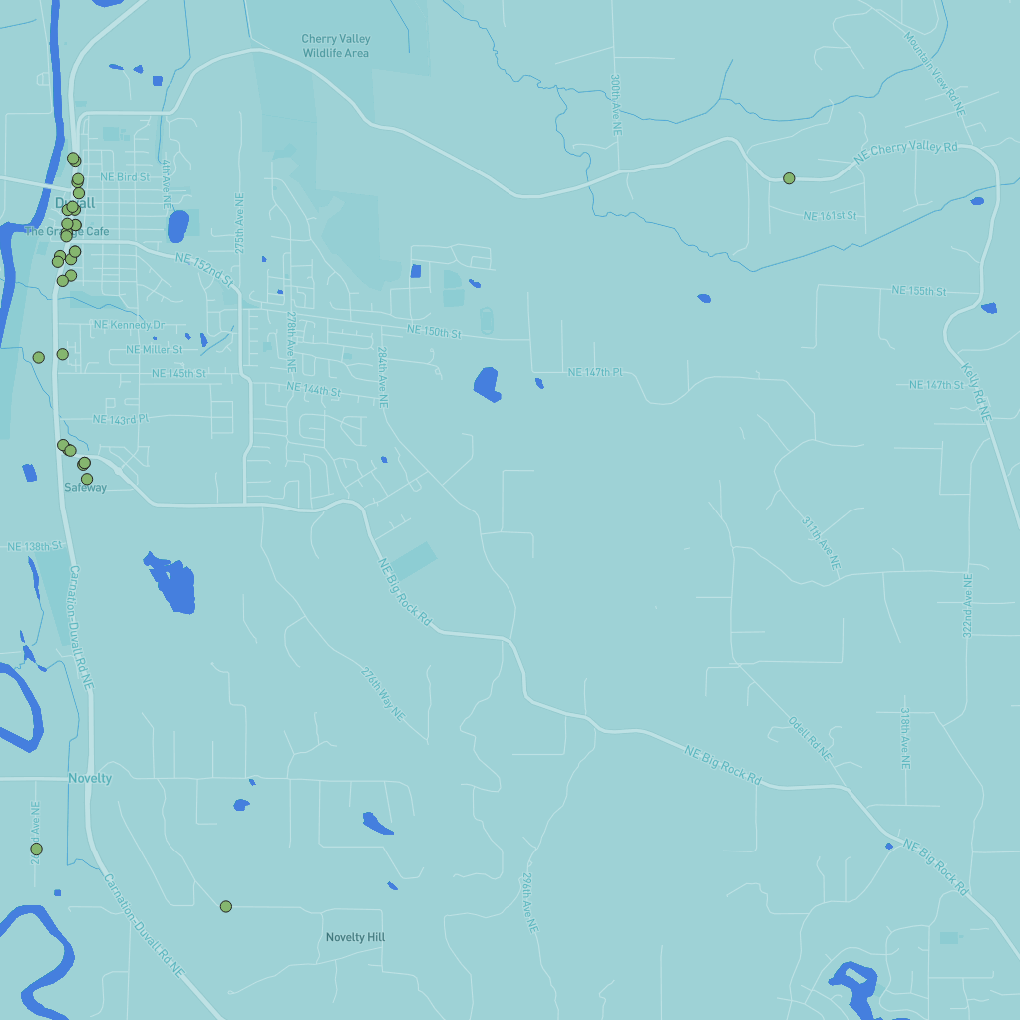 Cherry Valley
Wildlife Area
Mountain View Rd NE
300th Ave NE
NE Cherry Valley Rd
NE Bird St
4th Ave NE
Duvall
275th Ave NE
NE 161st St
The Grange Cafe
NE 152nd St
NE 155th St
NE Kennedy Dr
278th Ave NE
NE 150th St
NE Miller St
284th Ave NE
NE 145th St
NE 147th Pl
NE 144th St
NE 147th St
Kelly Rd NE
NE 143rd Pl
Safeway
311th Ave NE
NE 138th St
NE Big Rock Rd
322nd Ave NE
Carnation-Duvall Rd NE
276th Way NE
318th Ave NE
Odell Rd NE
NE Big Rock Rd
Novelty
Ave NE
NE Big Rock Rd
296th Ave NE
Carnation-Duvall Rd NE
Novelty Hill